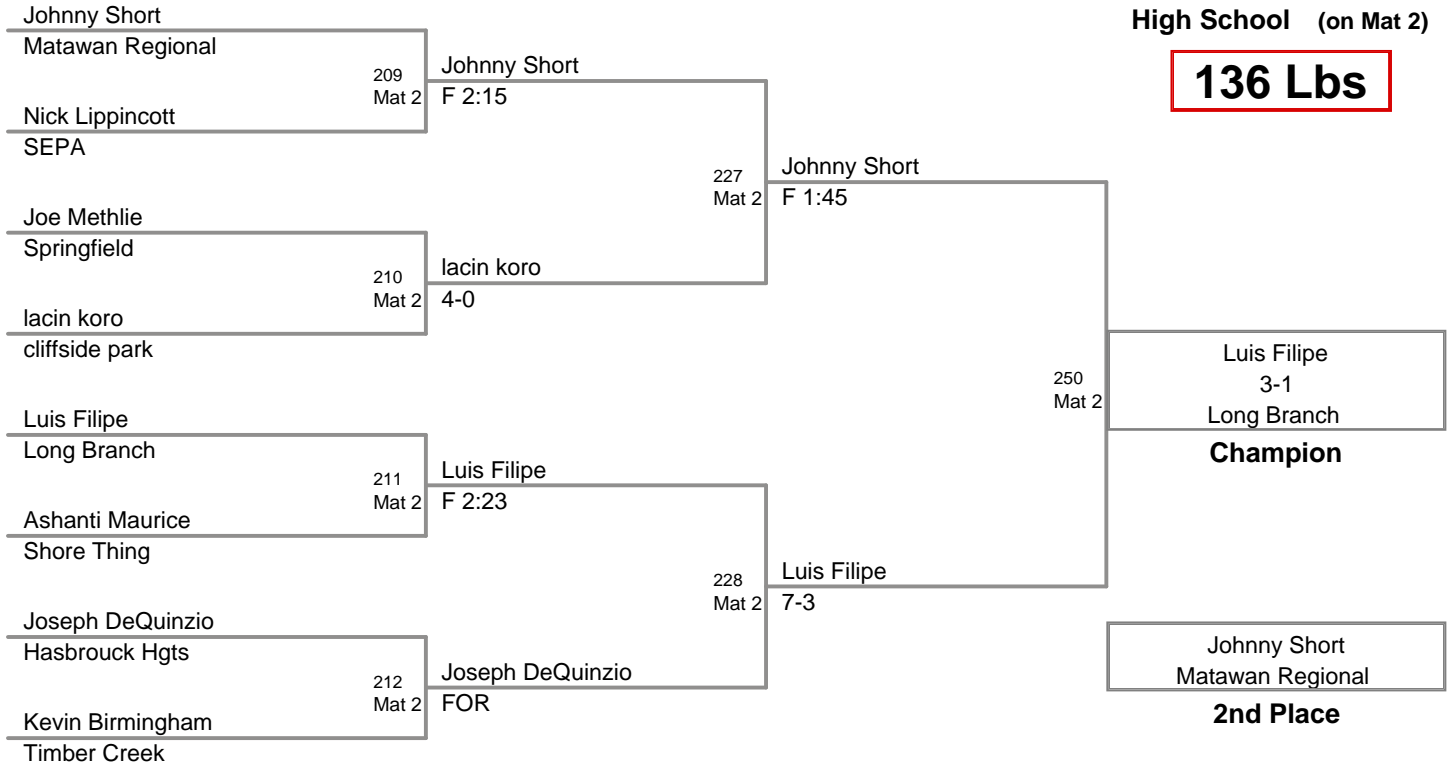 High School (on Mat 2)
136 Lbs
Johnny Short
Matawan Regional
209
Mat 2
Johnny Short
F 2:15
Nick Lippincott
SEPA
227
Mat 2
Johnny Short
F 1:45
Joe Methlie
Springfield
210
Mat 2
lacin koro
4-0
lacin koro
cliffside park
250
Mat 2
Luis Filipe
3-1
Long Branch
Champion
Luis Filipe
Long Branch
211
Mat 2
Luis Filipe
F 2:23
Ashanti Maurice
Shore Thing
228
Mat 2
Luis Filipe
7-3
Joseph DeQuinzio
Hasbrouck Hgts
212
Mat 2
Joseph DeQuinzio
FOR
Kevin Birmingham
Timber Creek
Johnny Short
Matawan Regional
2nd Place